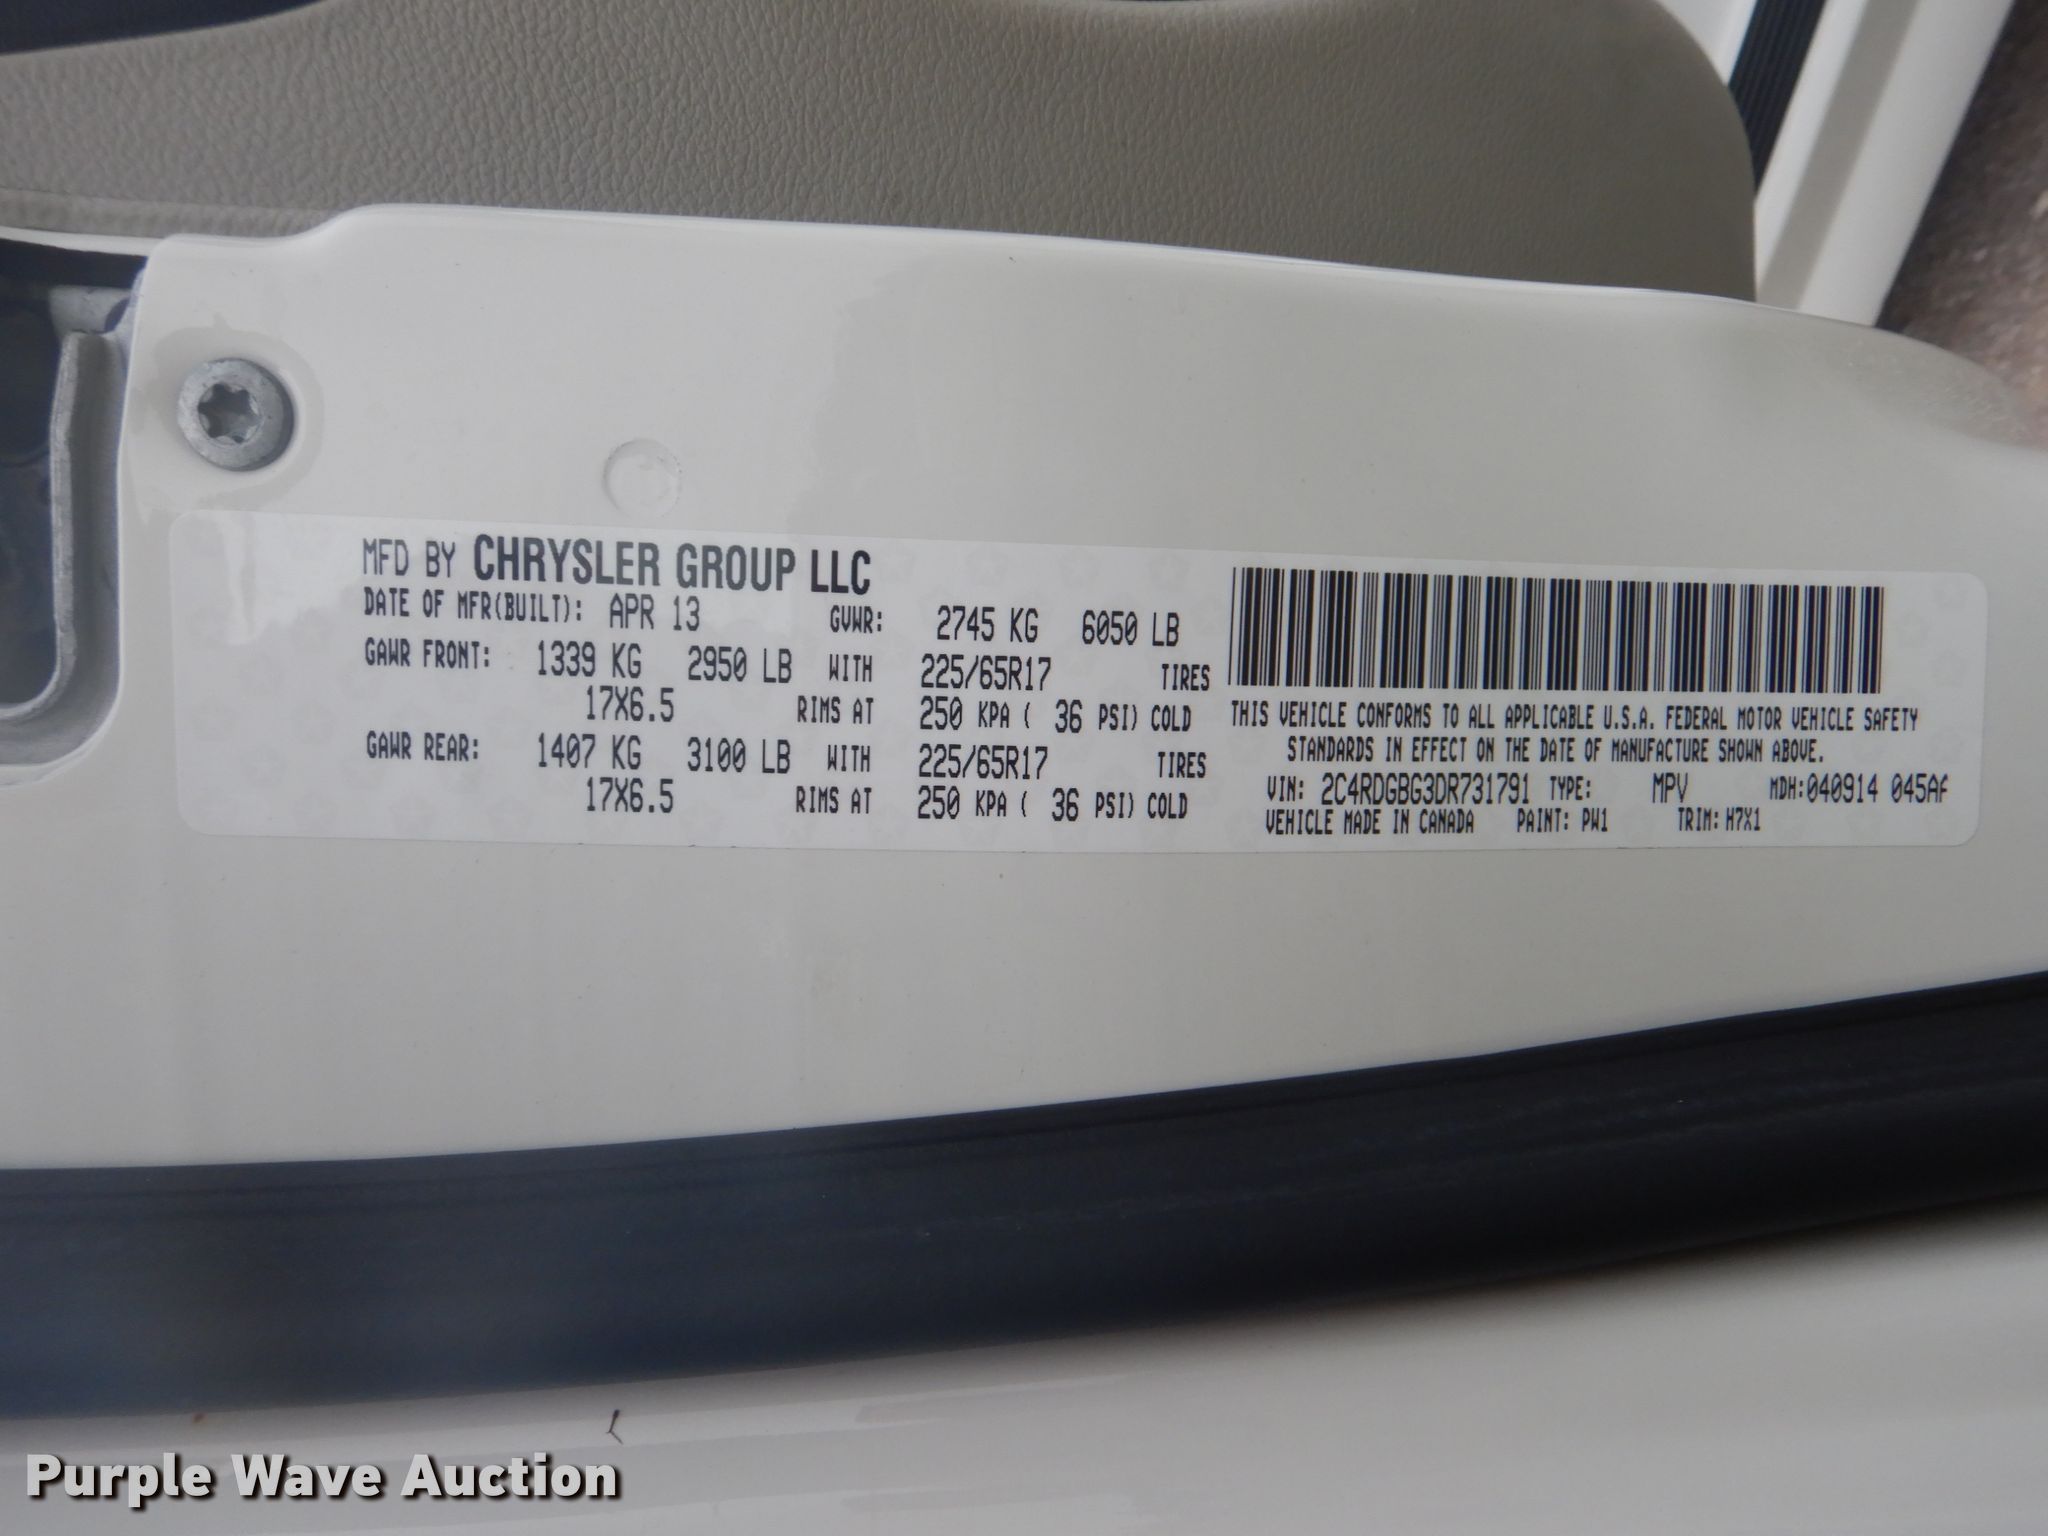 MFD BY CHRYSLER GROUP LLC
DATE OF MFR(BUILT): APR 13 GVWR: 2745 KG 6050 LB
GAWR FRONT: 1339 KG 2950 LB WITH 225/65R17 TIRES
17X6.5 RIMS AT 250 KPA ( 36 PSI) COLD
GAWR REAR: 1407 KG 3100 LB WITH 225/65R17 TIRES
17X6.5 RIMS AT 250 KPA ( 36 PSI) COLD
THIS VEHICLE CONFORMS TO ALL APPLICABLE U.S.A. FEDERAL MOTOR VEHICLE SAFETY
STANDARDS IN EFFECT ON THE DATE OF MANUFACTURE SHOWN ABOVE.
VIN: 2C4RDGBG3DR731791 TYPE: MPV MDH:040914 045AF
VEHICLE MADE IN CANADA PAINT: PW1 TRIM: H7X1
Purple Wave Auction